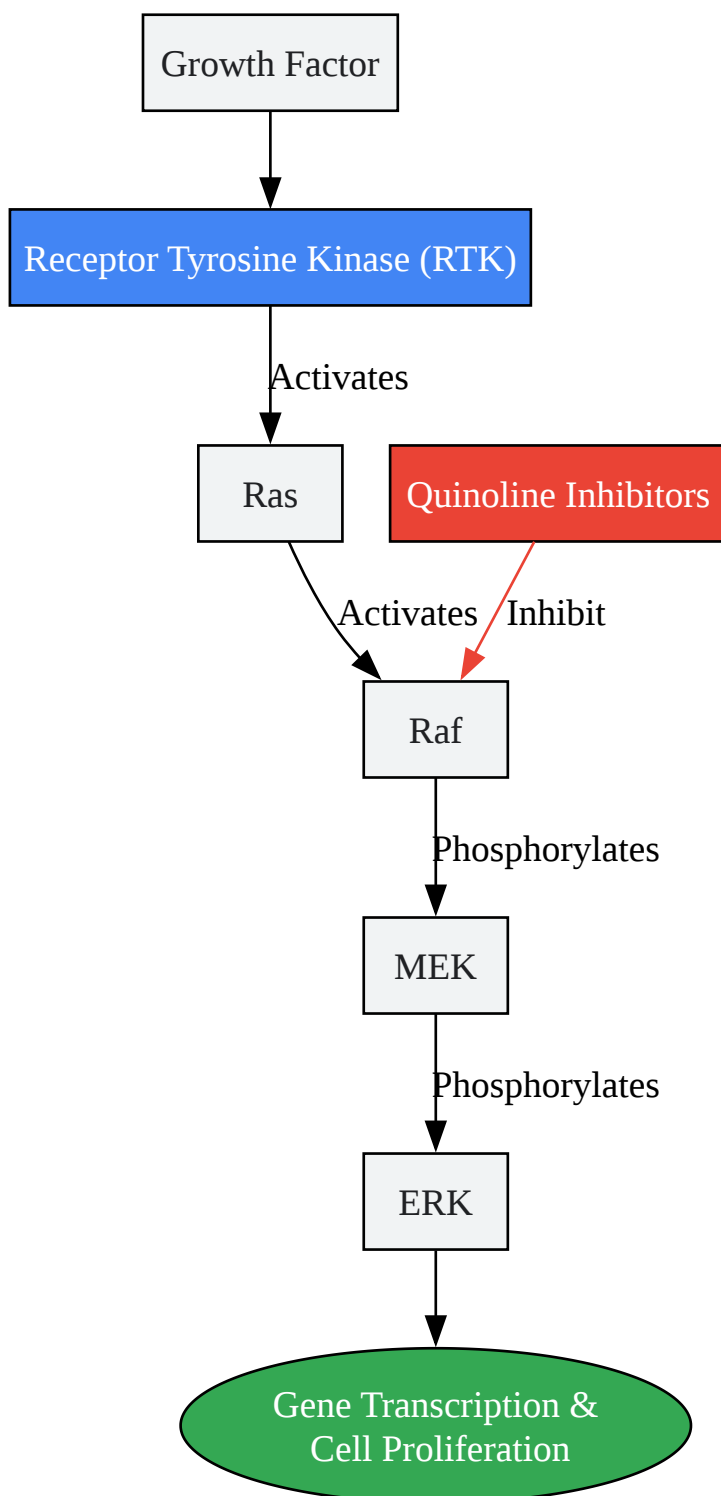 Growth Factor
Receptor Tyrosine Kinase (RTK)
Activates
Ras
Quinoline Inhibitors
Activates
Inhibit
Raf
Phosphorylates
MEK
Phosphorylates
ERK
Gene Transcription &
Cell Proliferation